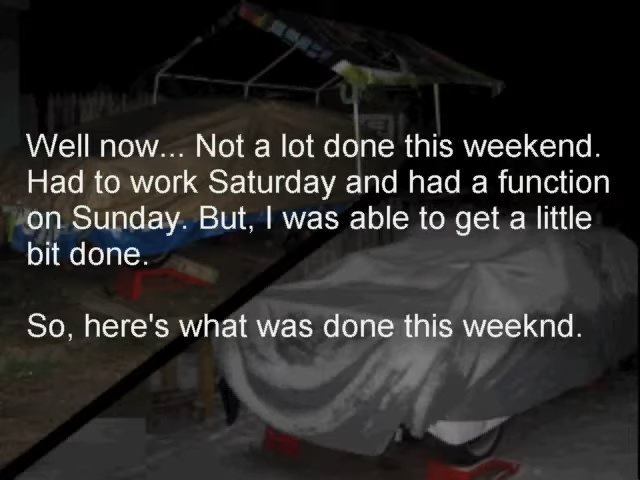 Well now... Not a lot done this weekend.
Had to work Saturday and had a function
on Sunday. But, I was able to get a little
bit done.
So, here's what was done this weeknd.